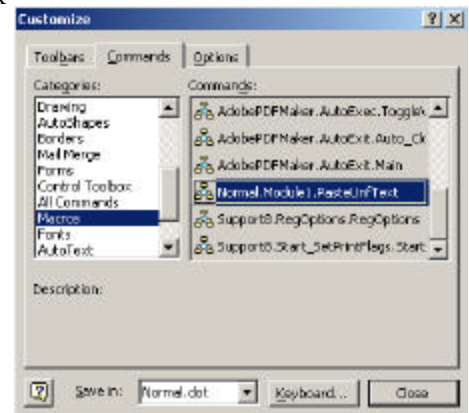 Customize
Toolbars Commands Options
Categories: Commands:
Drawing
AutoShapes
Borders
Mail Merge
Forms
Control Toolbox
All Commands
Macros
Fonts
AutoText
AdobePDFMaker.AutoExec.Toggle
AdobePDFMaker.AutoExit.Auto_Cl
AdobePDFMaker.AutoExit.Main
Normal.Module1.PasteUnfText
Support8.RegOptions.RegOptions
Support8.Start_SetPrintFlags.Start
Description:
Save in: Normal.dot Keyboard... Close